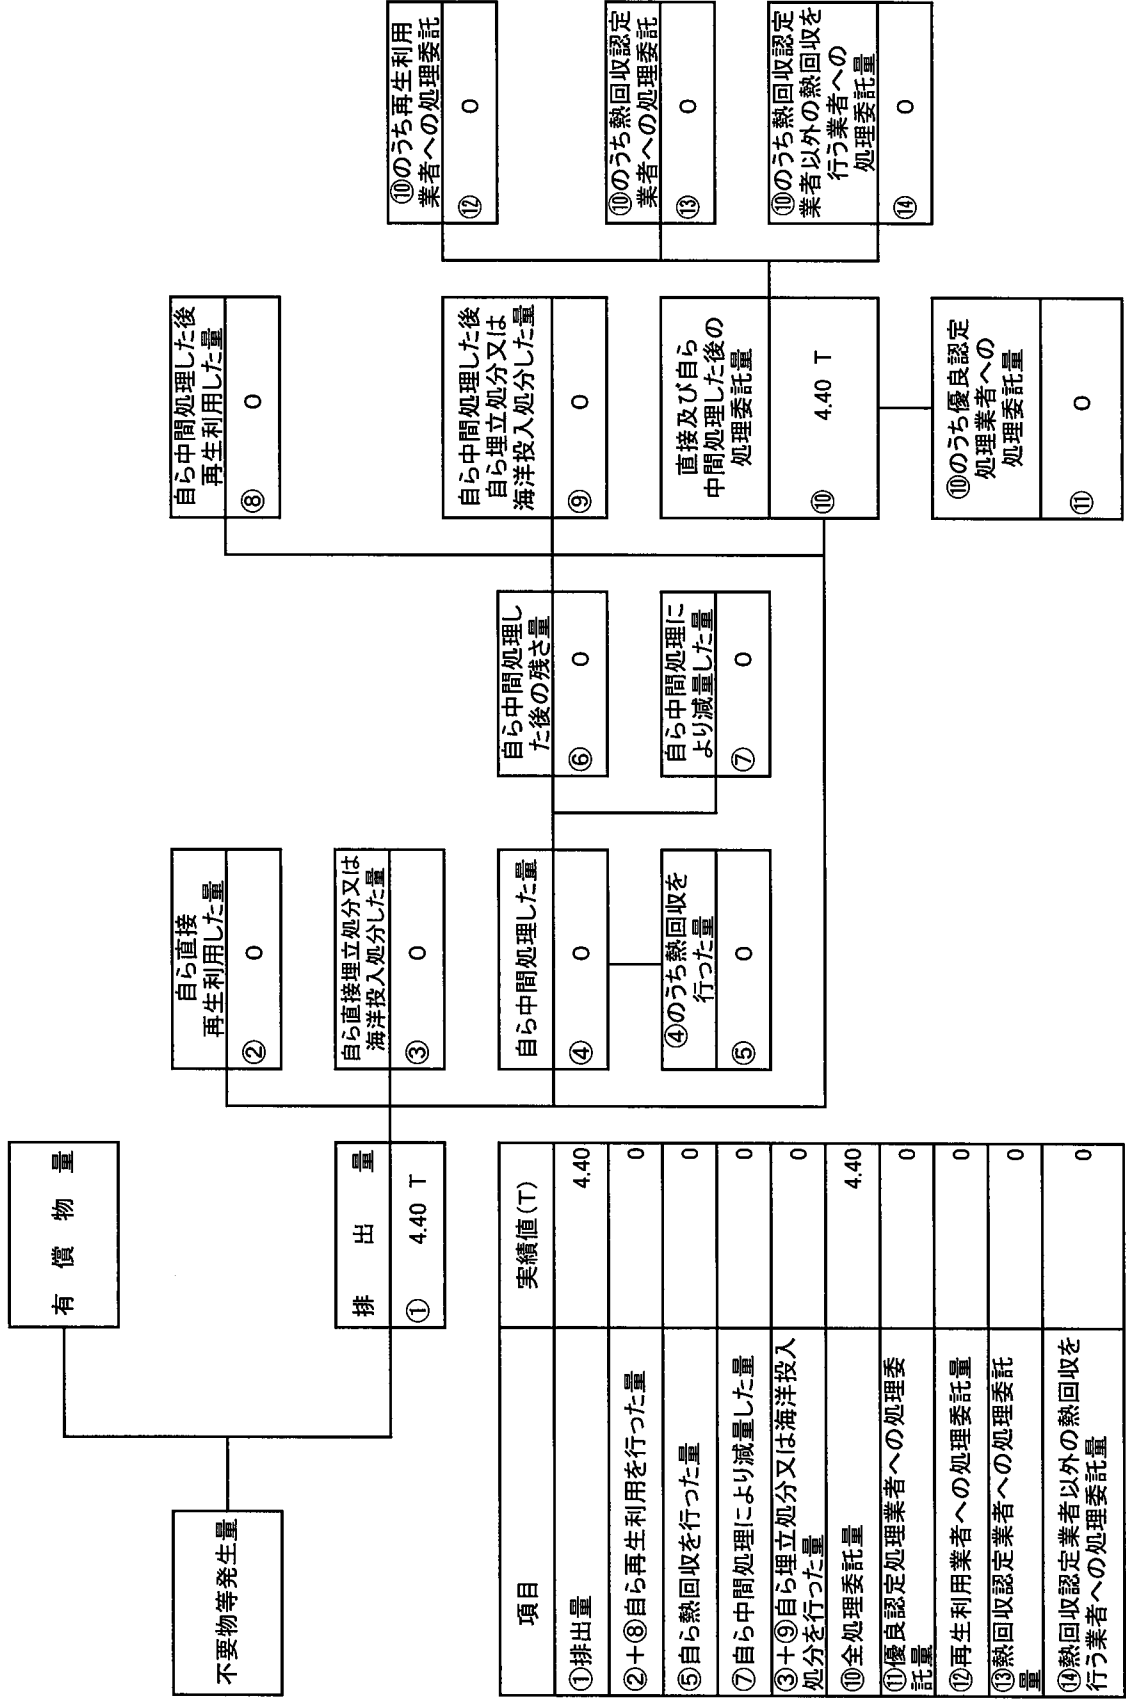 不要物等発生量
有 償 物 量
排 出 量
① 4.40 T
自ら直接
再生利用した量
② 0
自ら直接埋立処分又は
海洋投入処分した量
③ 0
自ら中間処理した量
④ 0
④のうち熱回収を
行った量
⑤ 0
自ら中間処理し
た後の残さ量
⑥ 0
自ら中間処理に
より減量した量
⑦ 0
自ら中間処理した後
再生利用した量
⑧ 0
自ら中間処理した後
自ら埋立処分又は
海洋投入処分した量
⑨ 0
直接及び自ら
中間処理した後の
処理委託量
⑩ 4.40 T
⑩のうち優良認定
処理業者への
処理委託量
⑪ 0
⑩のうち再生利用
業者への処理委託
⑫ 0
⑩のうち熱回収認定
業者への処理委託
⑬ 0
⑩のうち熱回収認定
業者以外の熱回収を
行う業者への
処理委託量
⑭ 0
項目 実績値(T)
①排出量 4.40
②+⑧自ら再生利用を行った量 0
⑤自ら熱回収を行った量 0
⑦自ら中間処理により減量した量 0
③+⑨自ら埋立処分又は海洋投入 0
処分を行った量
⑩全処理委託量 4.40
⑪優良認定処理業者への処理委 0
託量
⑫再生利用業者への処理委託量 0
⑬熱回収認定業者への処理委託 0
量
⑭熱回収認定業者以外の熱回収を 0
行う業者への処理委託量